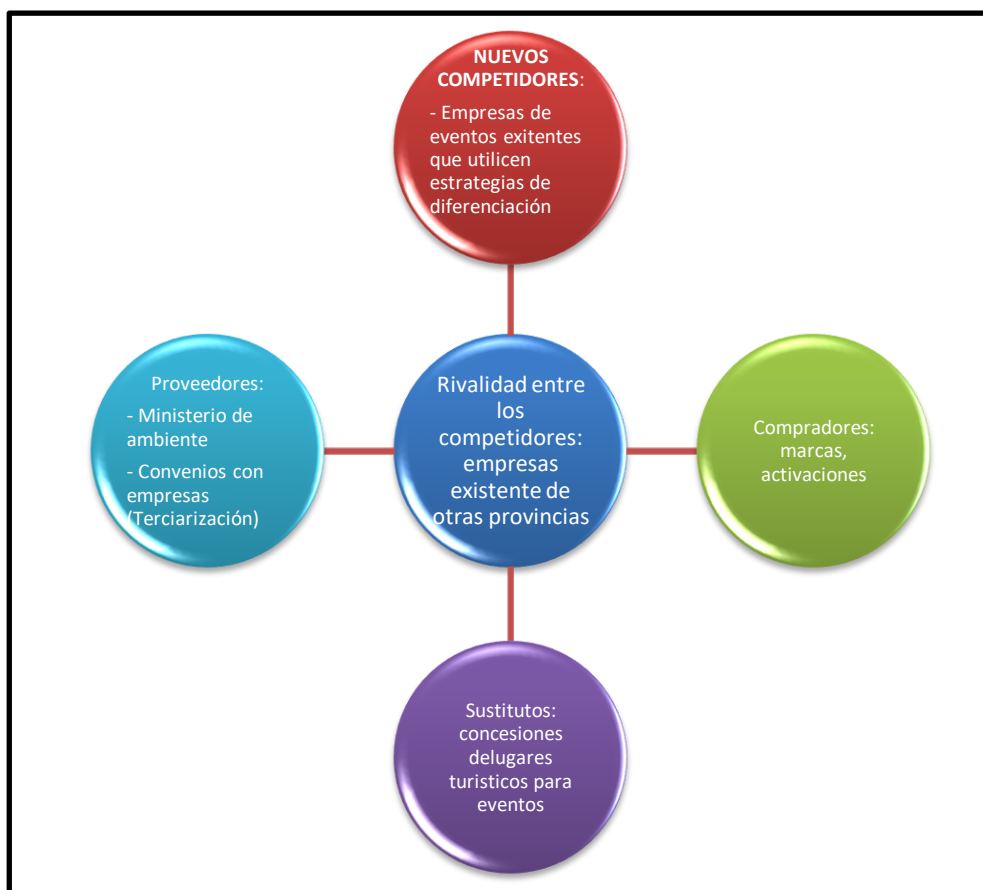 NUEVOS
COMPETIDORES:
- Empresas de
eventos exitentes
que utilicen
estrategias de
diferenciación
Proveedores:
- Ministerio de
ambiente
- Convenios con
empresas
(Terciarización)
Rivalidad entre
los
competidores:
empresas
existente de
otras provincias
Compradores:
marcas,
activaciones
Sustitutos:
concesiones
delugares
turisticos para
eventos